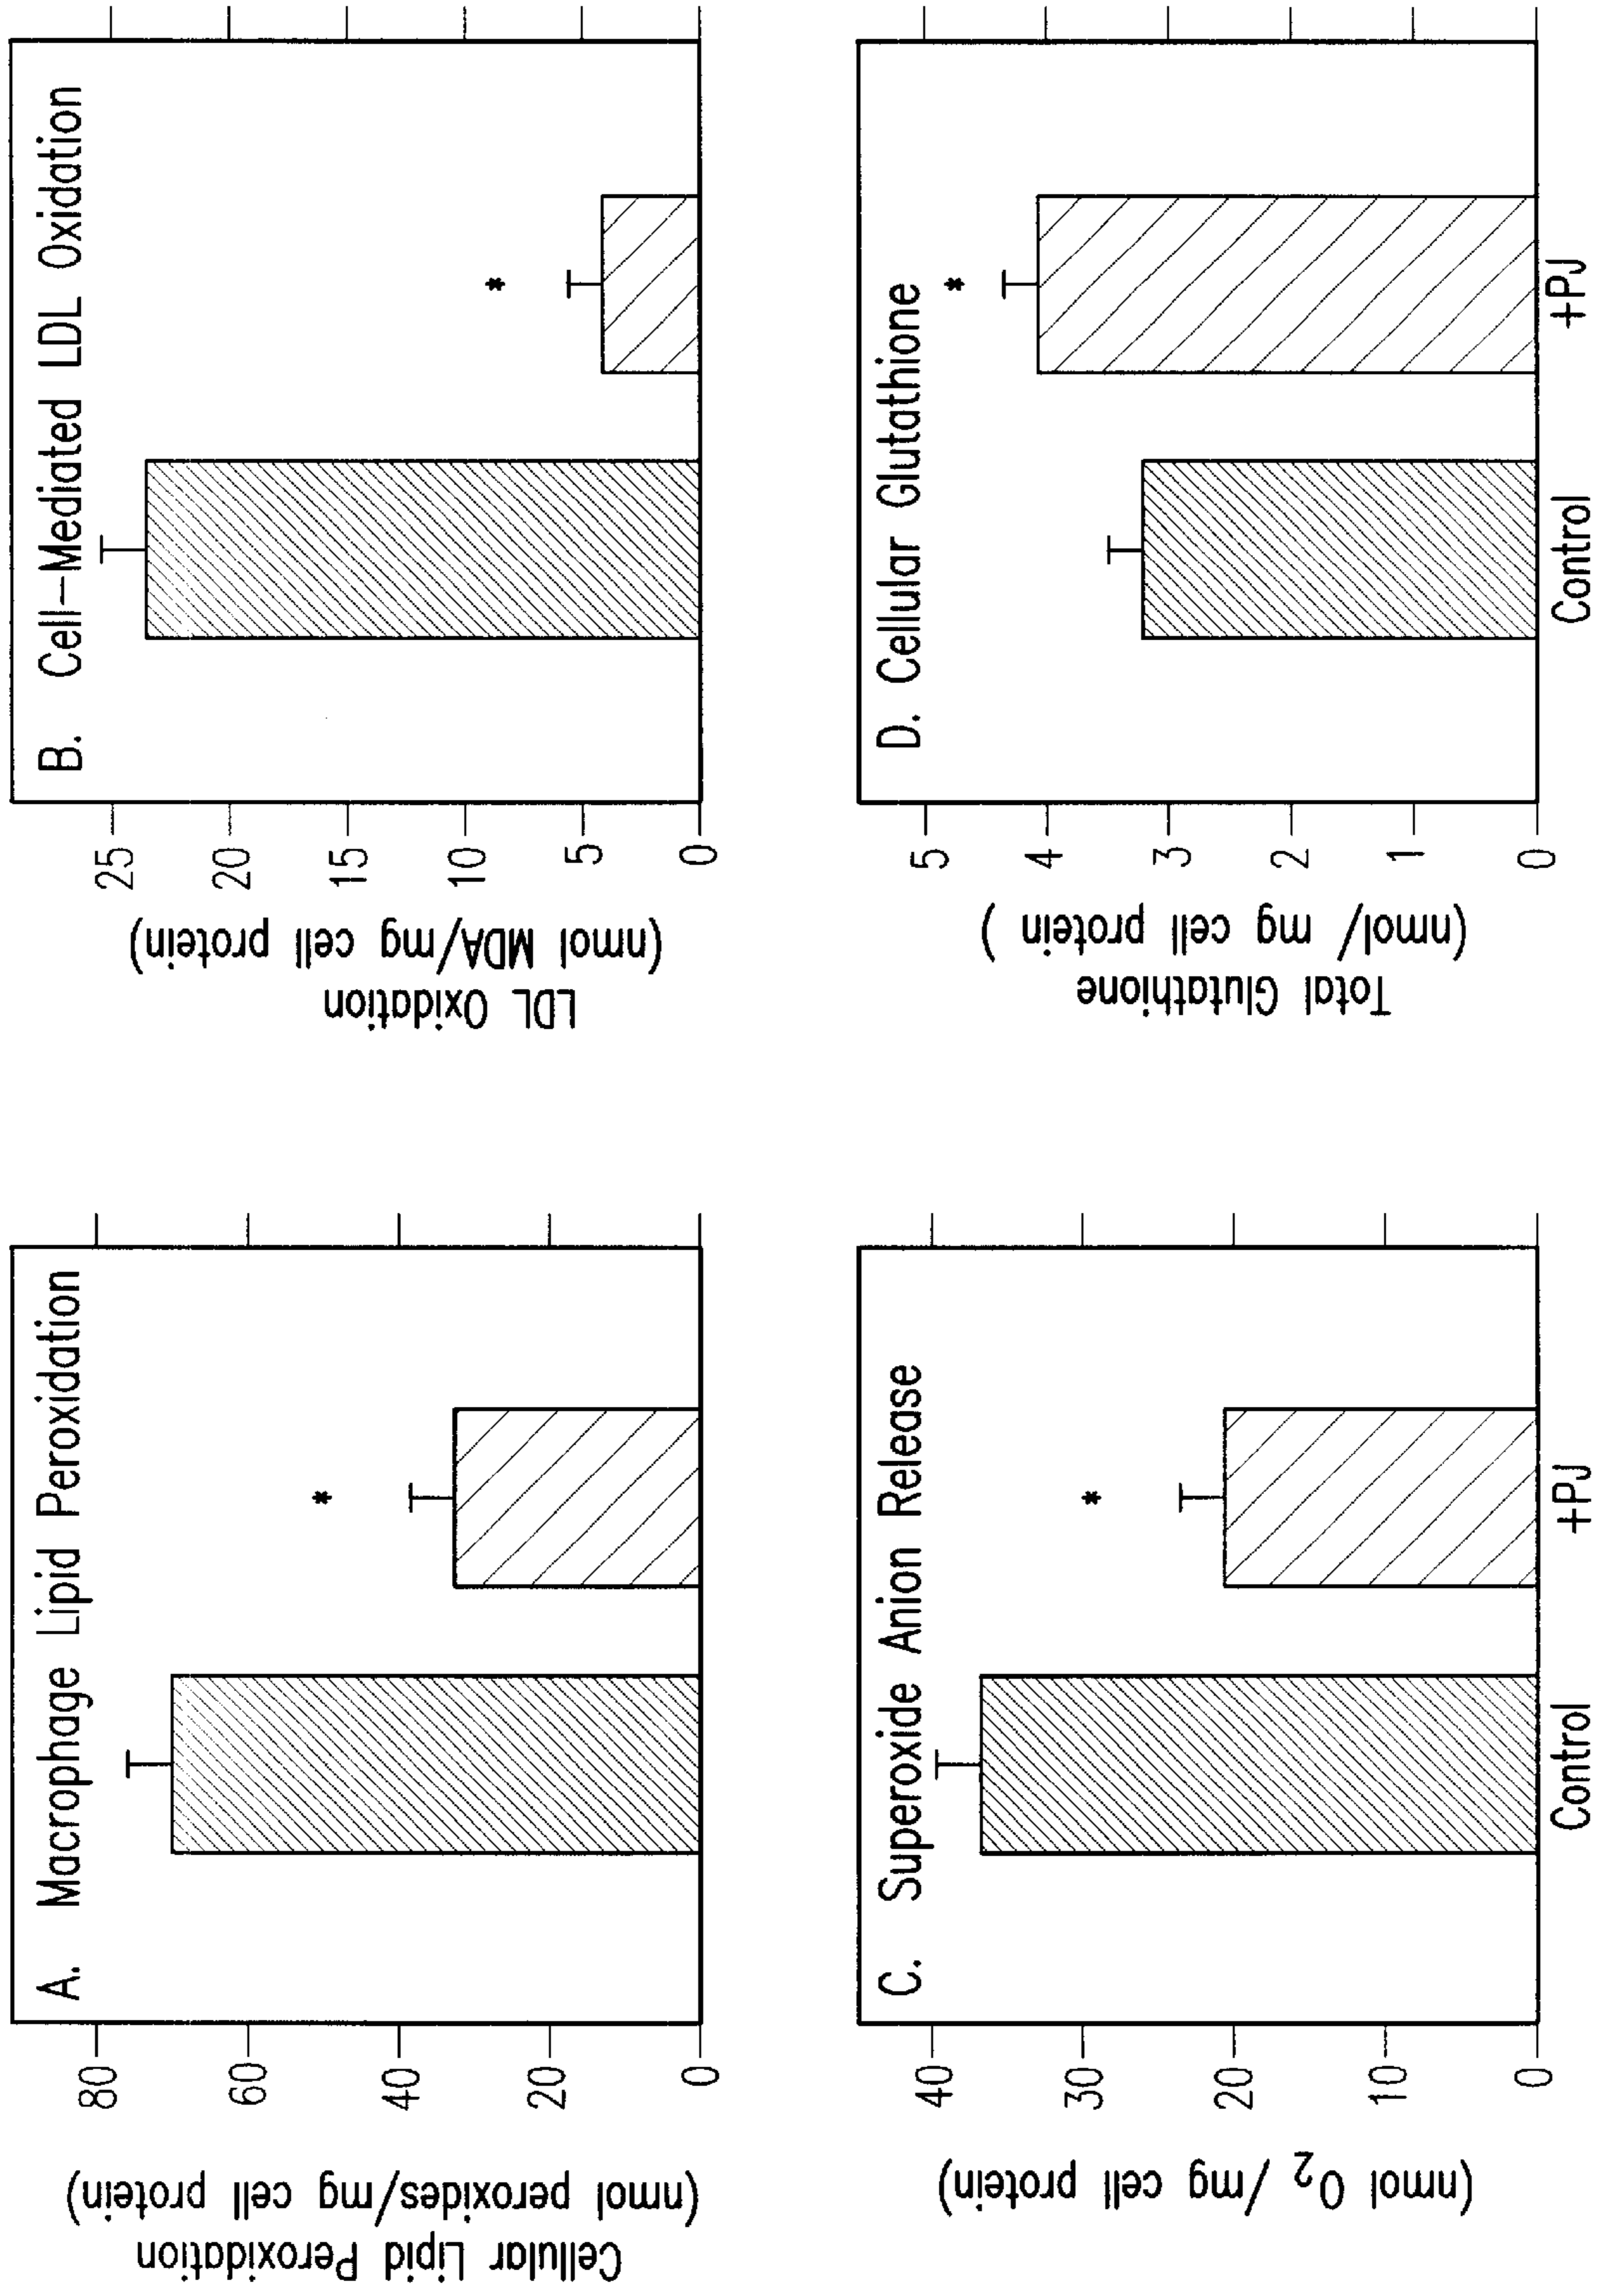 A. Macrophage Lipid Peroxidation
Cellular Lipid Peroxidation
(nmol peroxides/mg cell protein)
80
60
40
20
0
*
B. Cell-Mediated LDL Oxidation
LDL Oxidation
(nmol MDA/mg cell protein)
25
20
15
10
5
0
*
C. Superoxide Anion Release
(nmol O2 /mg cell protein)
40
30
20
10
0
*
Control
+PJ
D. Cellular Glutathione
Total Glutathione
(nmol/ mg cell protein )
5
4
3
2
1
0
*
Control
+PJ